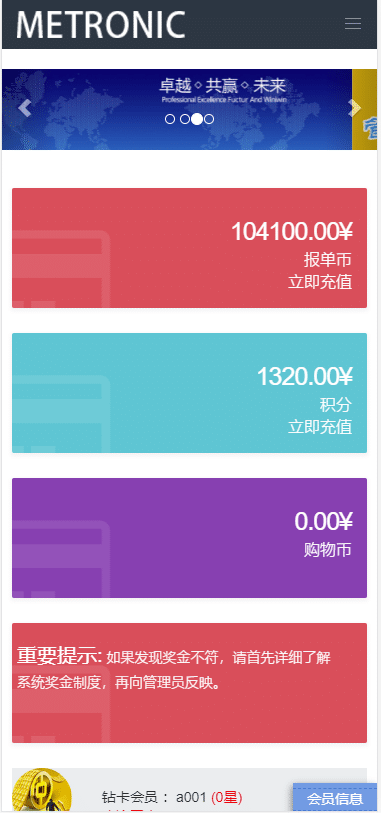 METRONIC
卓越◇共赢◇未来
Professional Excellence Fuctur And Winiwin
104100.00¥
报单币
立即充值
1320.00¥
积分
立即充值
0.00¥
购物币
重要提示: 如果发现奖金不符，请首先详细了解
系统奖金制度，再向管理员反映。
钻卡会员 ：a001 (0星)
会员信息